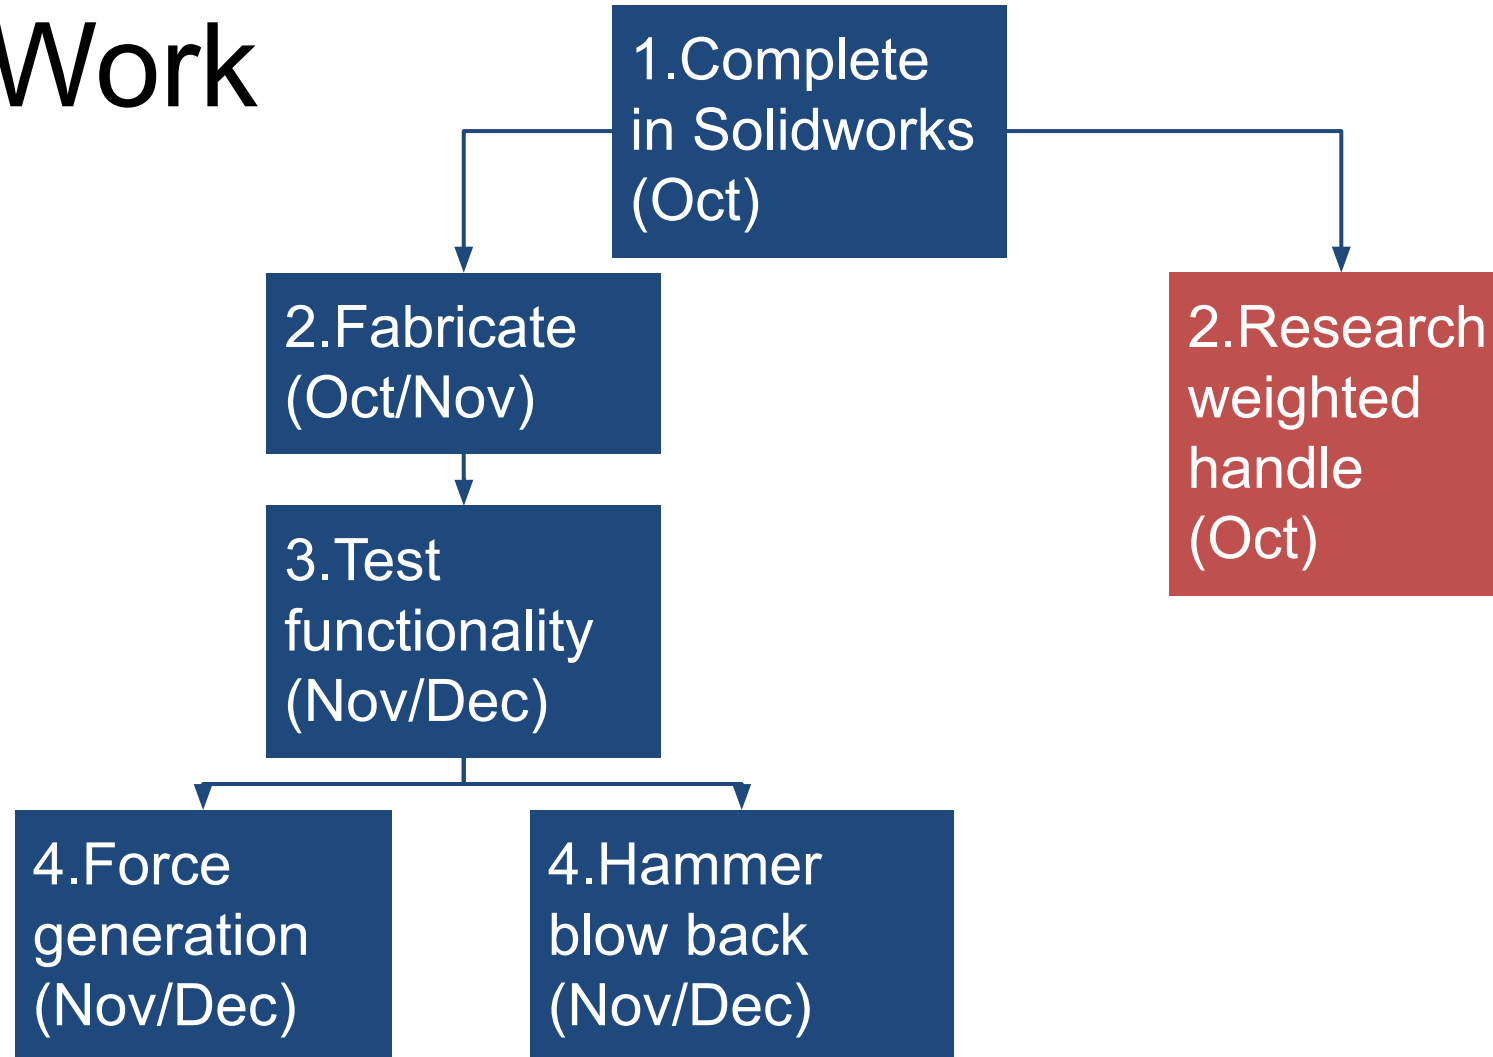 Work
1.Complete
in Solidworks
(Oct)
2.Fabricate
(Oct/Nov)
2.Research
weighted
handle
(Oct)
3.Test
functionality
(Nov/Dec)
4.Force
generation
(Nov/Dec)
4.Hammer
blow back
(Nov/Dec)